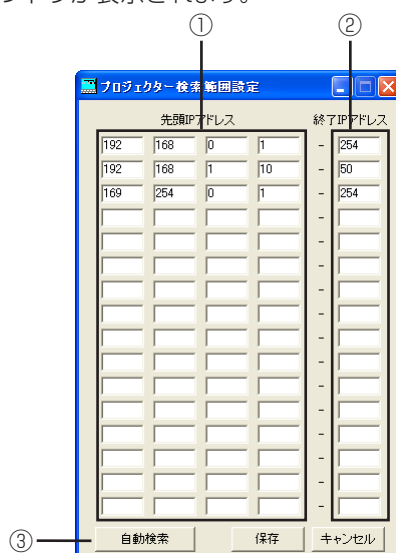 が表示されます。
① ②
プロジェクター検索範囲設定
先頭IPアドレス 終了IPアドレス
192 168 0 1 - 254
192 168 1 10 - 50
169 254 0 1 - 254
-
-
-
-
-
-
-
-
-
-
-
-
-
③ 自動検索 保存 キャンセル